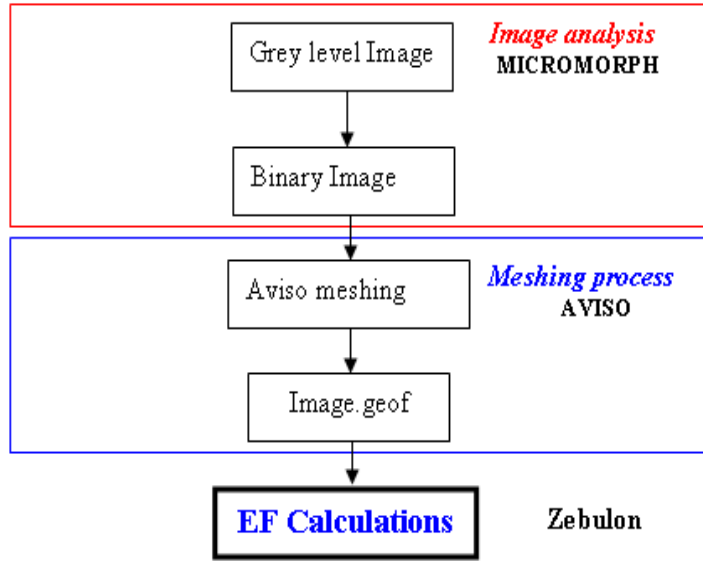 Grey level Image
Image analysis
MICROMORPH
Binary Image
Aviso meshing
Meshing process
AVISO
Image.geof
EF Calculations
Zebulon